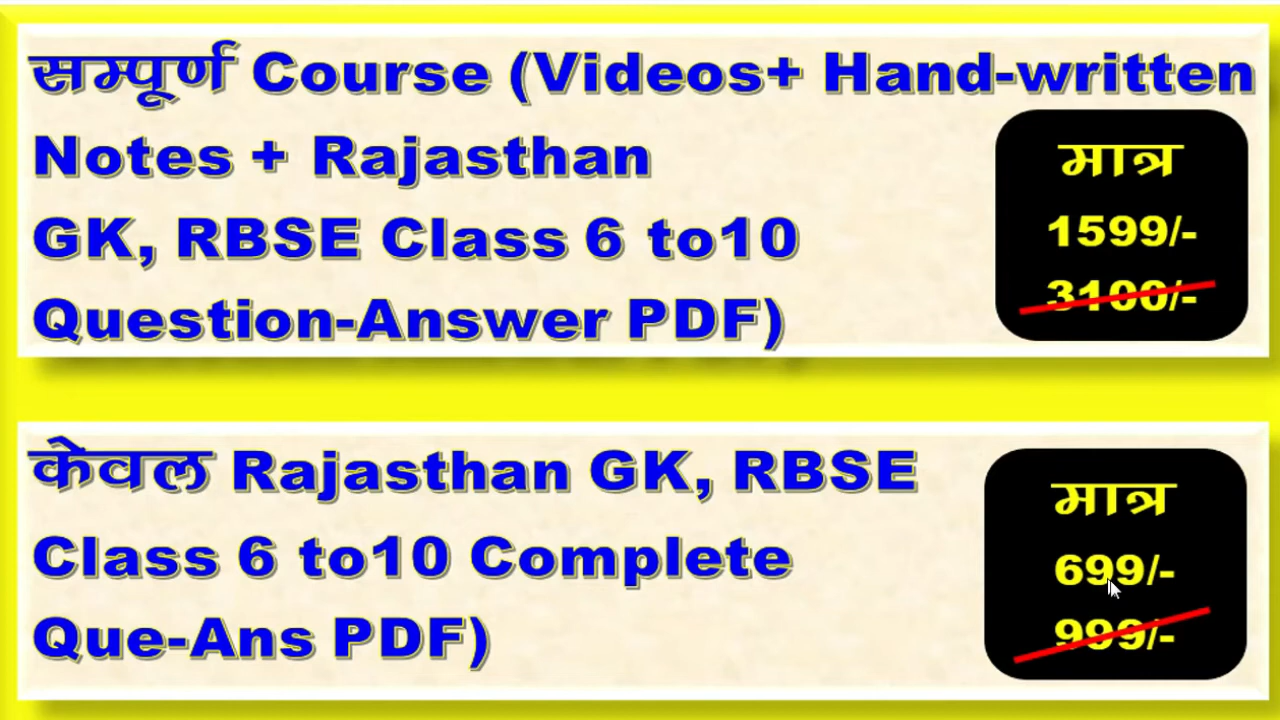 सम्पूर्ण Course (Videos+ Hand-written
Notes + Rajasthan
GK, RBSE Class 6 to10
Question-Answer PDF)
मात्र
1599/-
3100/-
केवल Rajasthan GK, RBSE
Class 6 to10 Complete
Que-Ans PDF)
मात्र
699/-
999/-